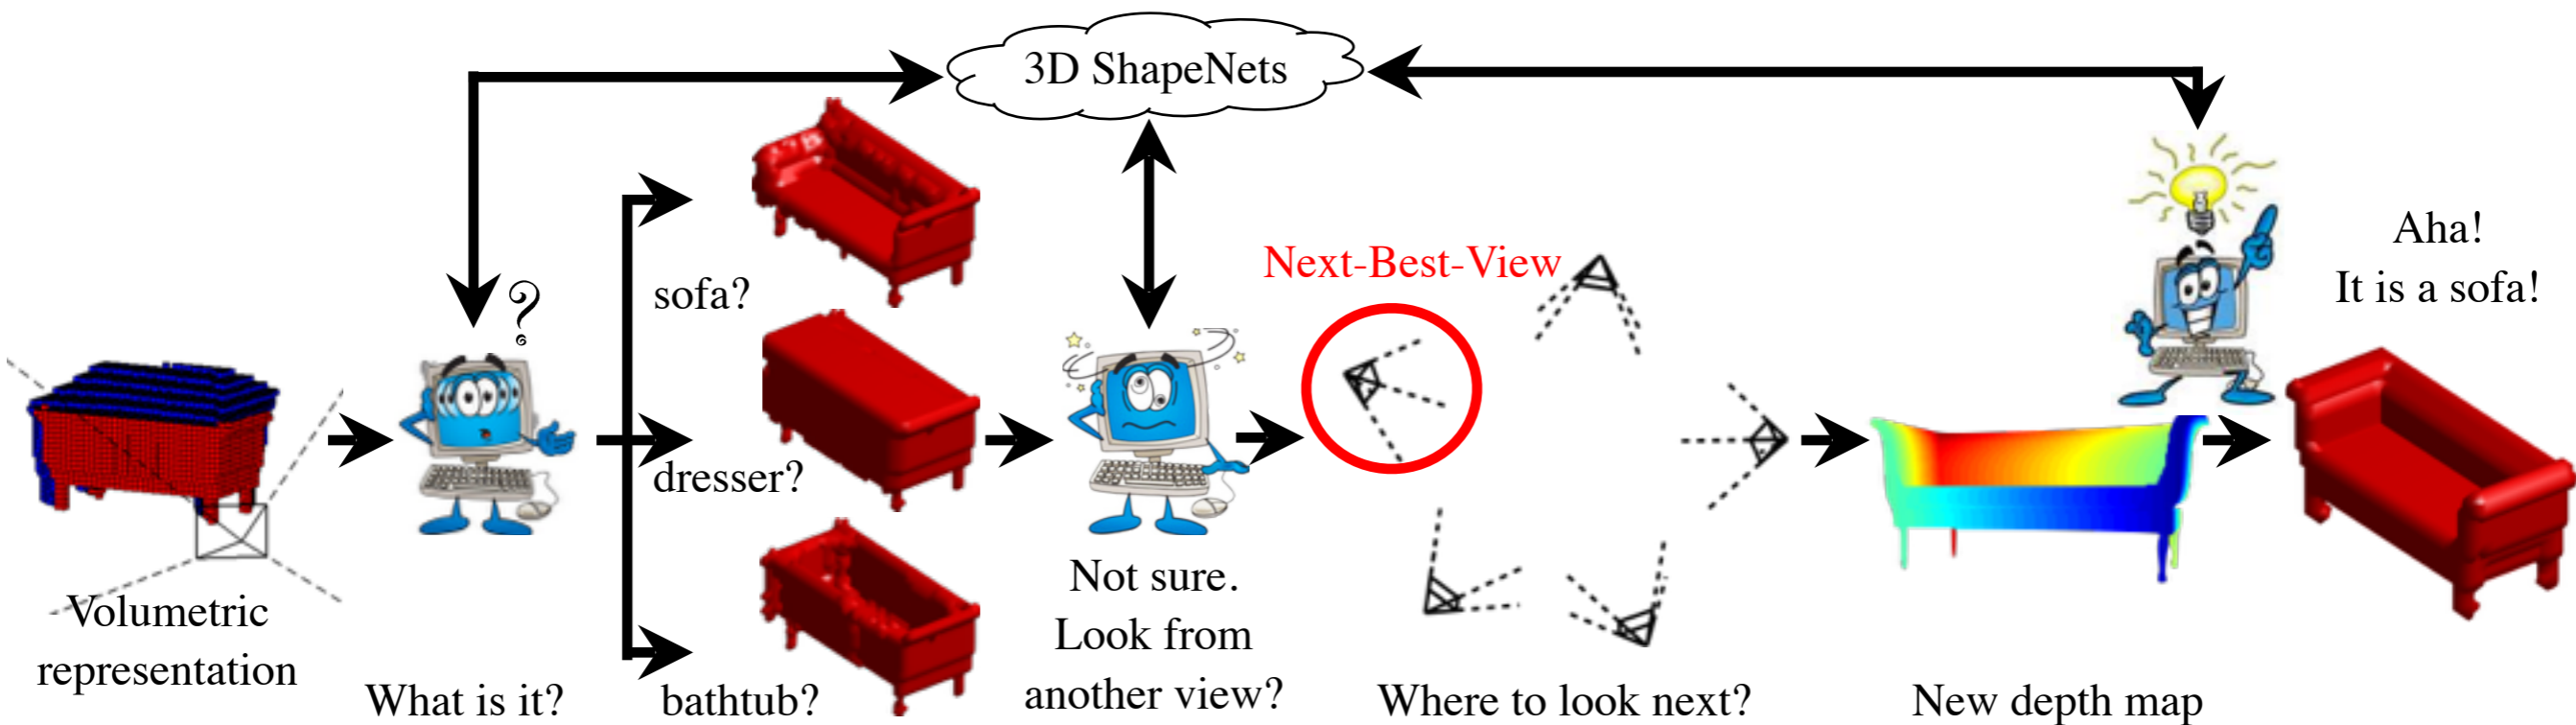 3D ShapeNets
Volumetric
representation
?
What is it?
sofa?
dresser?
bathtub?
Not sure.
Look from
another view?
Next-Best-View
Where to look next?
New depth map
Aha!
It is a sofa!